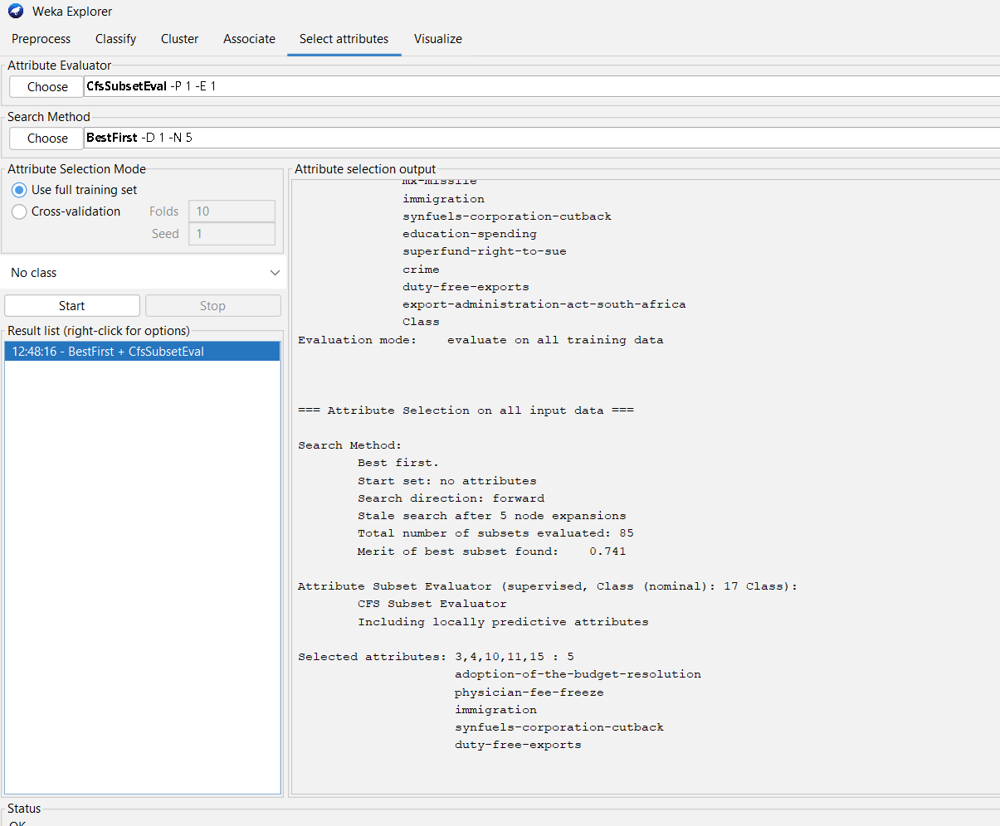 Weka Explorer
Preprocess Classify Cluster Associate Select attributes Visualize
Attribute Evaluator
Choose CfsSubsetEval -P 1 -E 1
Search Method
Choose BestFirst -D 1 -N 5
Attribute Selection Mode
Use full training set
Cross-validation Folds 10
Seed 1
No class
Start Stop
Result list (right-click for options)
12:48:16 - BestFirst + CfsSubsetEval
Attribute selection output
mx-missile
immigration
synfuels-corporation-cutback
education-spending
superfund-right-to-sue
crime
duty-free-exports
export-administration-act-south-africa
Class
Evaluation mode: evaluate on all training data
=== Attribute Selection on all input data ===
Search Method:
Best first.
Start set: no attributes
Search direction: forward
Stale search after 5 node expansions
Total number of subsets evaluated: 85
Merit of best subset found: 0.741
Attribute Subset Evaluator (supervised, Class (nominal): 17 Class):
CFS Subset Evaluator
Including locally predictive attributes
Selected attributes: 3,4,10,11,15 : 5
adoption-of-the-budget-resolution
physician-fee-freeze
immigration
synfuels-corporation-cutback
duty-free-exports
Status
OK